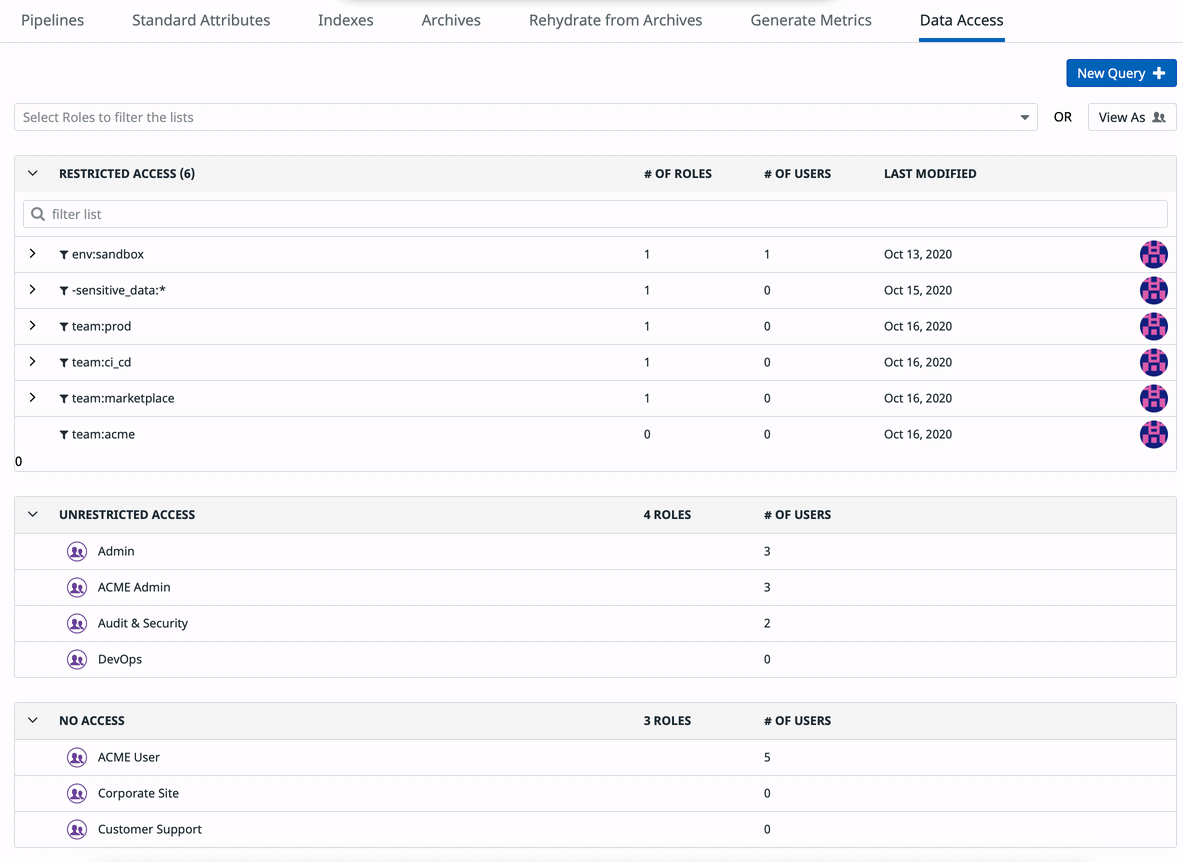 Pipelines Standard Attributes Indexes Archives Rehydrate from Archives Generate Metrics Data Access
New Query
Select Roles to filter the lists OR View As
RESTRICTED ACCESS (6) # OF ROLES # OF USERS LAST MODIFIED
filter list
env:sandbox 1 1 Oct 13, 2020
-sensitive_data:* 1 0 Oct 15, 2020
team:prod 1 0 Oct 16, 2020
team:ci_cd 1 0 Oct 16, 2020
team:marketplace 1 0 Oct 16, 2020
team:acme 0 0 Oct 16, 2020
0
UNRESTRICTED ACCESS 4 ROLES # OF USERS
Admin 3
ACME Admin 3
Audit & Security 2
DevOps 0
NO ACCESS 3 ROLES # OF USERS
ACME User 5
Corporate Site 0
Customer Support 0